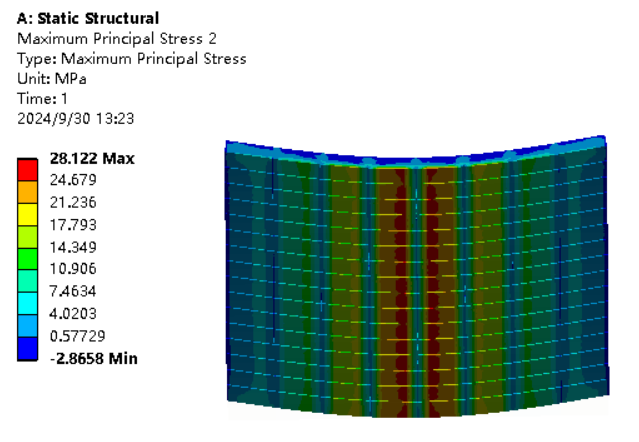 A: Static Structural
Maximum Principal Stress 2
Type: Maximum Principal Stress
Unit: MPa
Time: 1
2024/9/30 13:23
28.122 Max
24.679
21.236
17.793
14.349
10.906
7.4634
4.0203
0.57729
-2.8658 Min